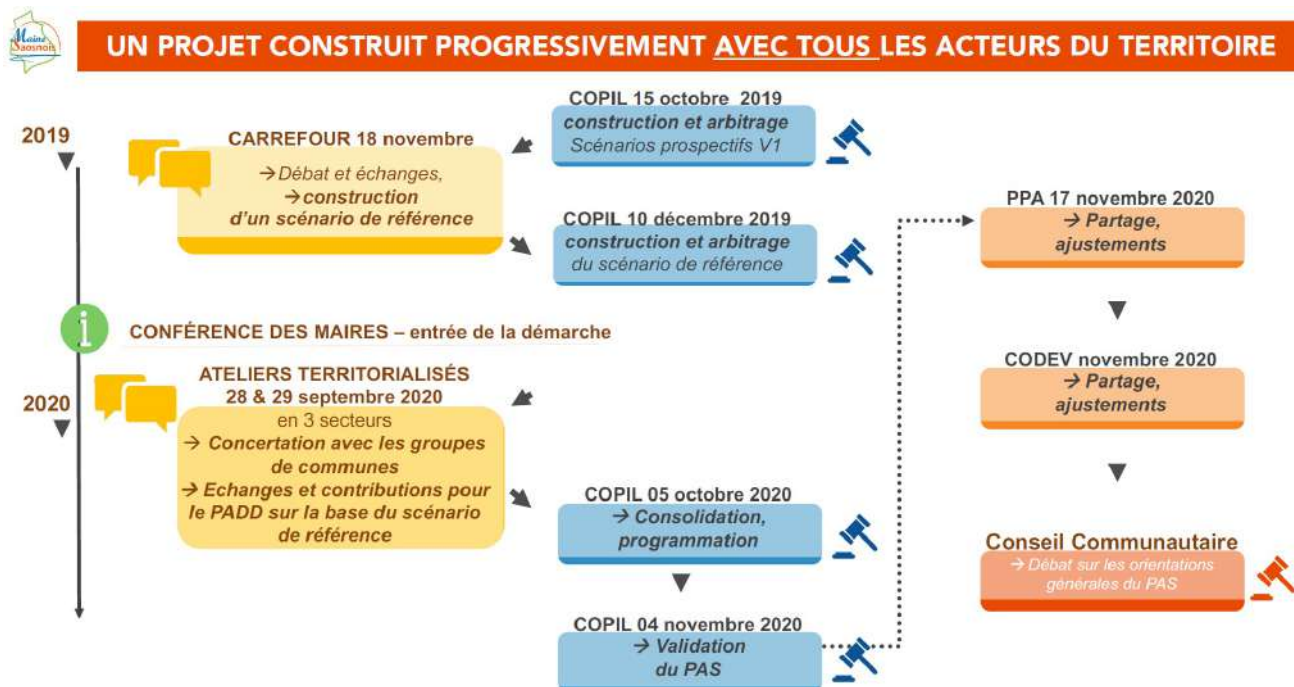 Maine
Saosnois
UN PROJET CONSTRUIT PROGRESSIVEMENT AVEC TOUS LES ACTEURS DU TERRITOIRE
2019
CARREFOUR 18 novembre
→ Débat et échanges,
→ construction
d'un scénario de référence
COPIL 15 octobre 2019
construction et arbitrage
Scénarios prospectifs V1
COPIL 10 décembre 2019
construction et arbitrage
du scénario de référence
i
CONFÉRENCE DES MAIRES – entrée de la démarche
2020
ATELIERS TERRITORIALISÉS
28 & 29 septembre 2020
en 3 secteurs
→ Concertation avec les groupes
de communes
→ Echanges et contributions pour
le PADD sur la base du scénario
de référence
COPIL 05 octobre 2020
→ Consolidation,
programmation
COPIL 04 novembre 2020
→ Validation
du PAS
PPA 17 novembre 2020
→ Partage,
ajustements
CODEV novembre 2020
→ Partage,
ajustements
Conseil Communautaire
→ Débat sur les orientations
générales du PAS